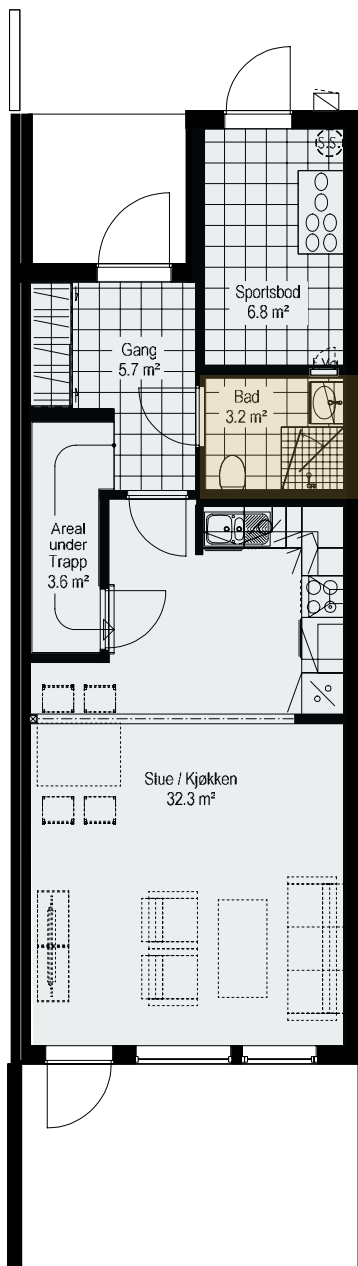 S.S.
Sportsbod
6.8 m²
Gang
5.7 m²
Bad
3.2 m²
Areal
under
Trapp
3.6 m²
Stue / Kjøkken
32.3 m²